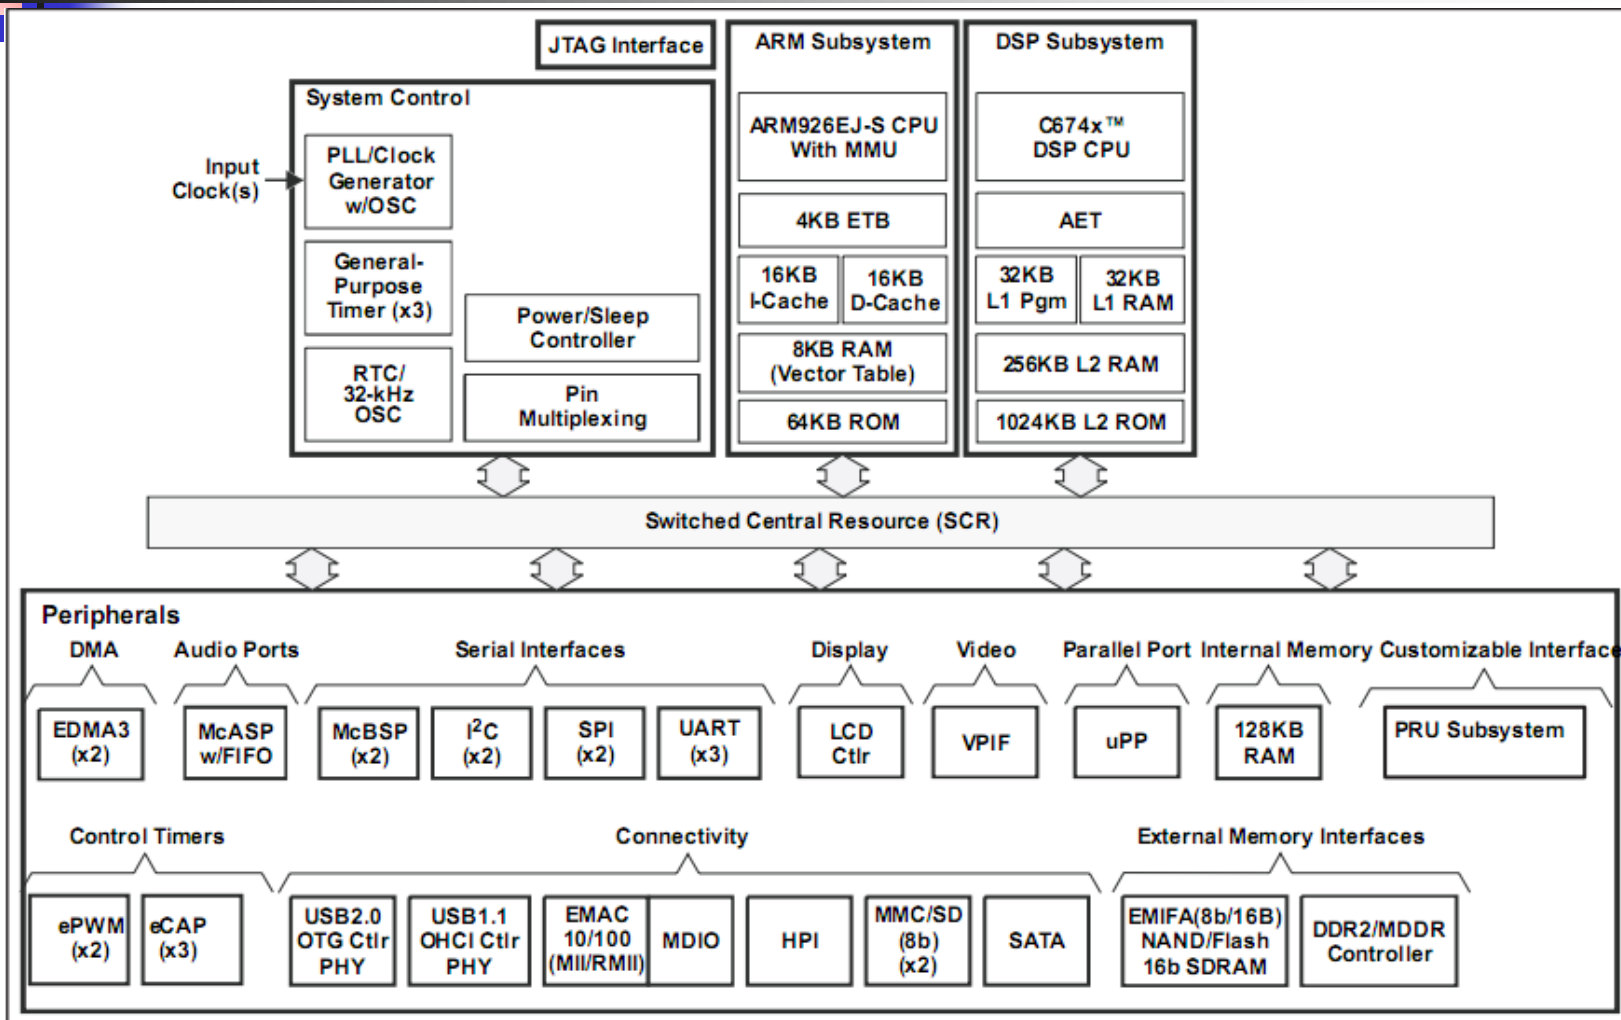 JTAG Interface
ARM Subsystem
DSP Subsystem
System Control
Input
Clock(s)
PLL/Clock
Generator
w/OSC
General-
Purpose
Timer (x3)
RTC/
32-kHz
OSC
Power/Sleep
Controller
Pin
Multiplexing
ARM926EJ-S CPU
With MMU
4KB ETB
16KB
I-Cache
16KB
D-Cache
8KB RAM
(Vector Table)
64KB ROM
C674x™
DSP CPU
AET
32KB
L1 Pgm
32KB
L1 RAM
256KB L2 RAM
1024KB L2 ROM
Switched Central Resource (SCR)
Peripherals
DMA
Audio Ports
Serial Interfaces
Display
Video
Parallel Port
Internal Memory
Customizable Interface
EDMA3
(x2)
McASP
w/FIFO
McBSP
(x2)
I²C
(x2)
SPI
(x2)
UART
(x3)
LCD
Ctlr
VPIF
uPP
128KB
RAM
PRU Subsystem
Control Timers
Connectivity
External Memory Interfaces
ePWM
(x2)
eCAP
(x3)
USB2.0
OTG Ctlr
PHY
USB1.1
OHCI Ctlr
PHY
EMAC
10/100
(MII/RMII)
MDIO
HPI
MMC/SD
(8b)
(x2)
SATA
EMIFA(8b/16B)
NAND/Flash
16b SDRAM
DDR2/MDDR
Controller